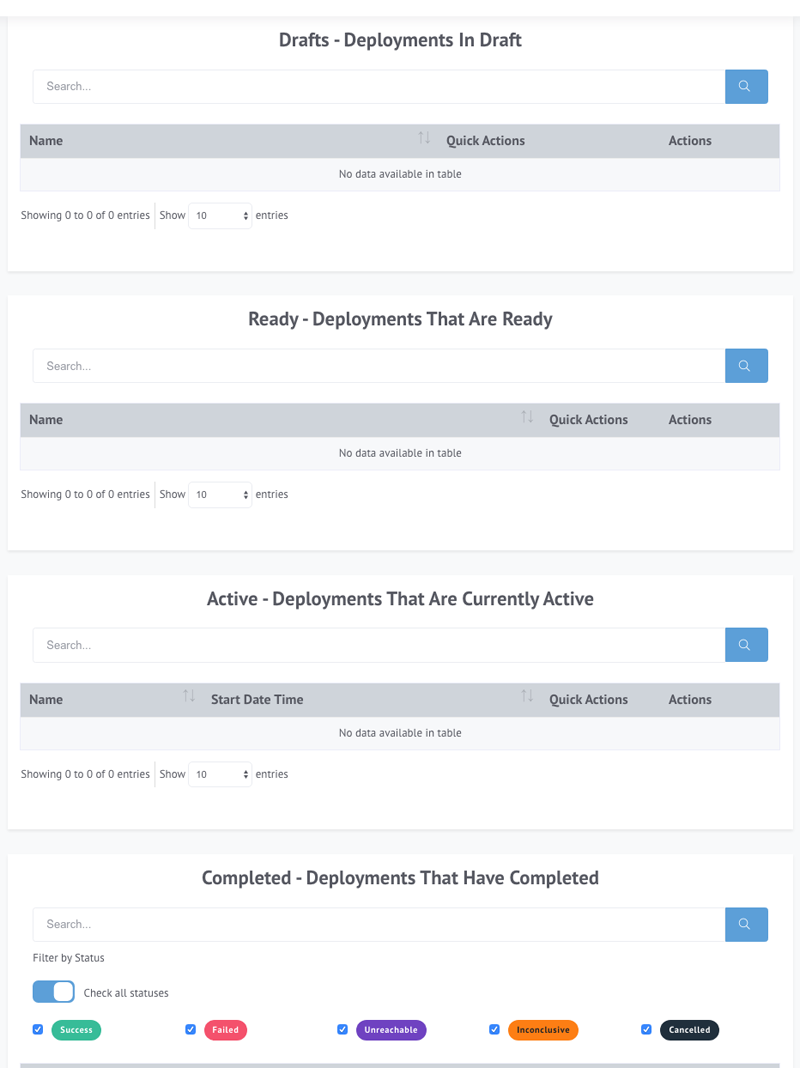 Drafts - Deployments In Draft
Search...
Name Quick Actions Actions
No data available in table
Showing 0 to 0 of 0 entries Show 10 entries
Ready - Deployments That Are Ready
Search...
Name Quick Actions Actions
No data available in table
Showing 0 to 0 of 0 entries Show 10 entries
Active - Deployments That Are Currently Active
Search...
Name Start Date Time Quick Actions Actions
No data available in table
Showing 0 to 0 of 0 entries Show 10 entries
Completed - Deployments That Have Completed
Search...
Filter by Status
Check all statuses
Success Failed Unreachable Inconclusive Cancelled